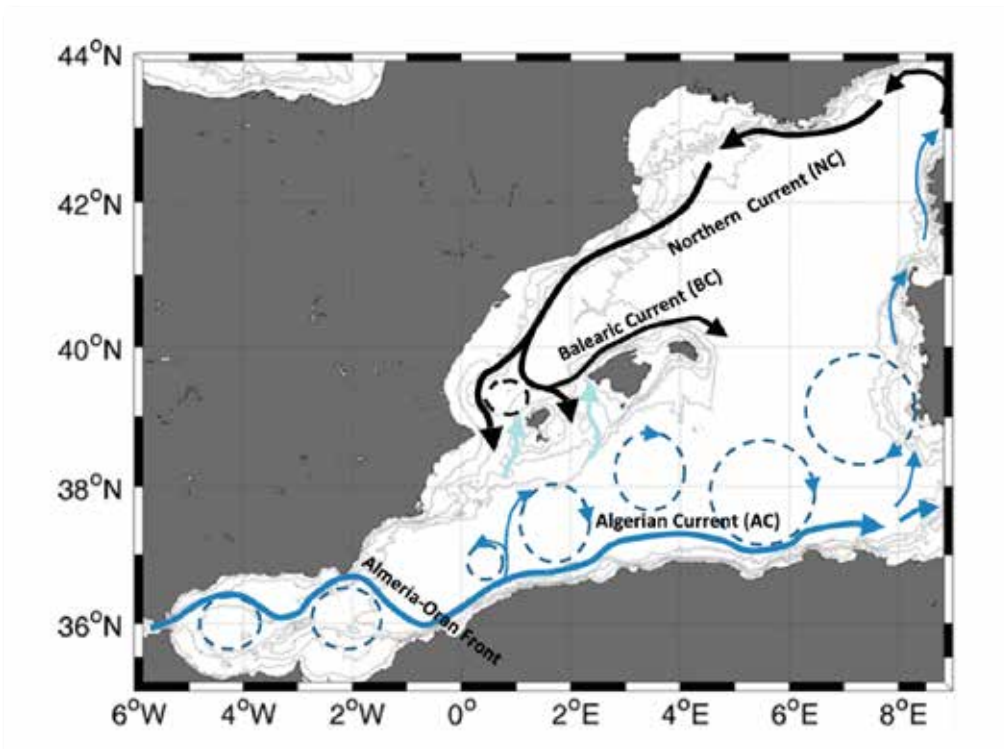 44°N
42°N
40°N
38°N
36°N
Northern Current (NC)
Balearic Current (BC)
Algerian Current (AC)
Almeria-Oran Front
6°W 4°W 2°W 0° 2°E 4°E 6°E 8°E